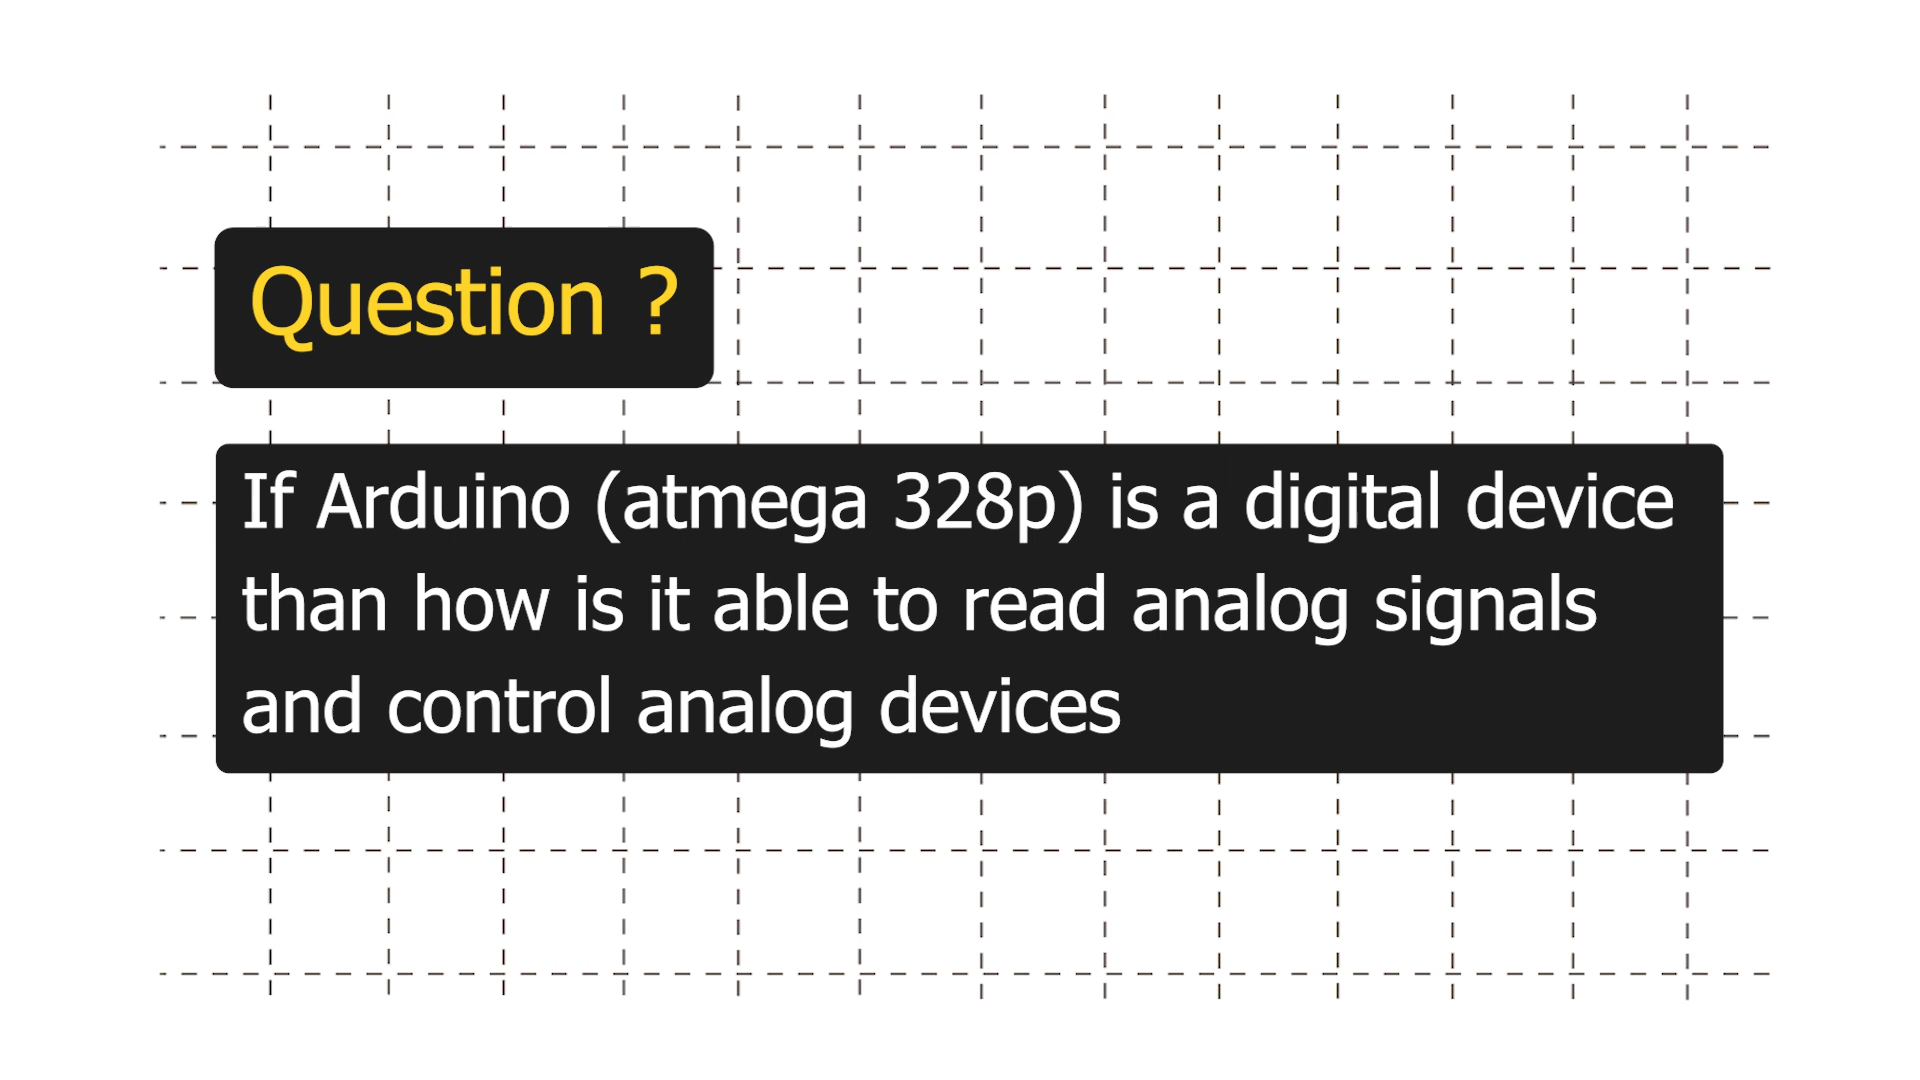 Question ?
If Arduino (atmega 328p) is a digital device
than how is it able to read analog signals
and control analog devices